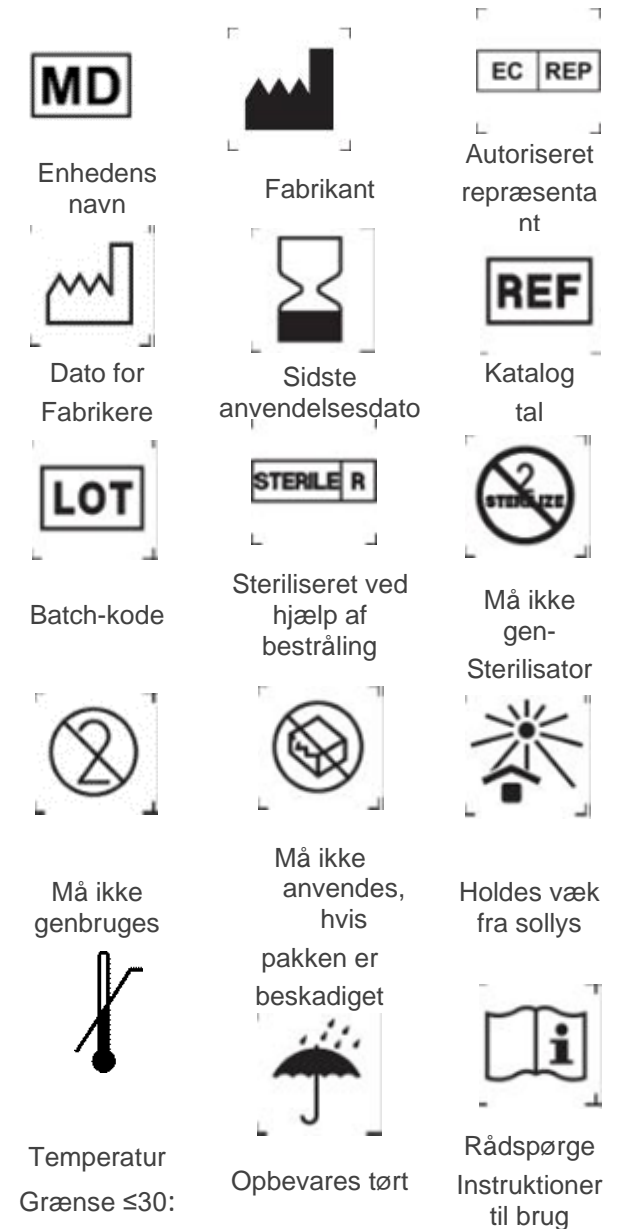 MD
EC REP
Enhedens
navn
Fabrikant
Autoriseret
repræsenta
nt
REF
Dato for
Fabrikere
Sidste
anvendelsesdato
Katalog
tal
LOT
STERILE R
2
STERILIZE
Batch-kode
Steriliseret ved
hjælp af
bestråling
Må ikke
gen-
Sterilisator
2
Må ikke
genbruges
Må ikke
anvendes,
hvis
pakken er
beskadiget
Holdes væk
fra sollys
i
Temperatur
Grænse ≤30:
Opbevares tørt
Rådspørge
Instruktioner
til brug